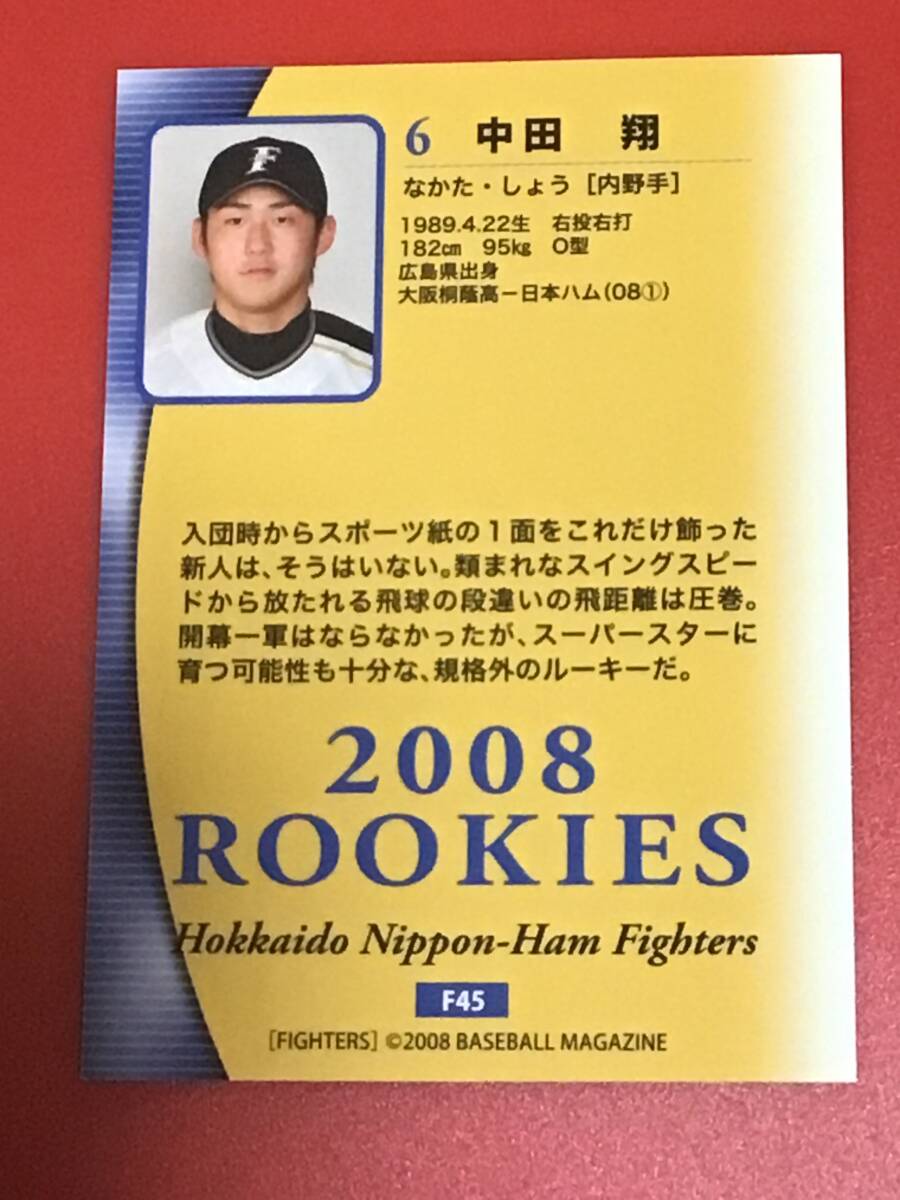 F
6 中田 翔
なかた・しょう［内野手］
1989.4.22生 右投右打
182㎝ 95㎏ O型
広島県出身
大阪桐蔭高－日本ハム（08①）
入団時からスポーツ紙の１面をこれだけ飾った
新人は、そうはいない。類まれなスイングスピー
ドから放たれる飛球の段違いの飛距離は圧巻。
開幕一軍はならなかったが、スーパースターに
育つ可能性も十分な、規格外のルーキーだ。
2008
ROOKIES
Hokkaido Nippon-Ham Fighters
F45
［FIGHTERS］©2008 BASEBALL MAGAZINE